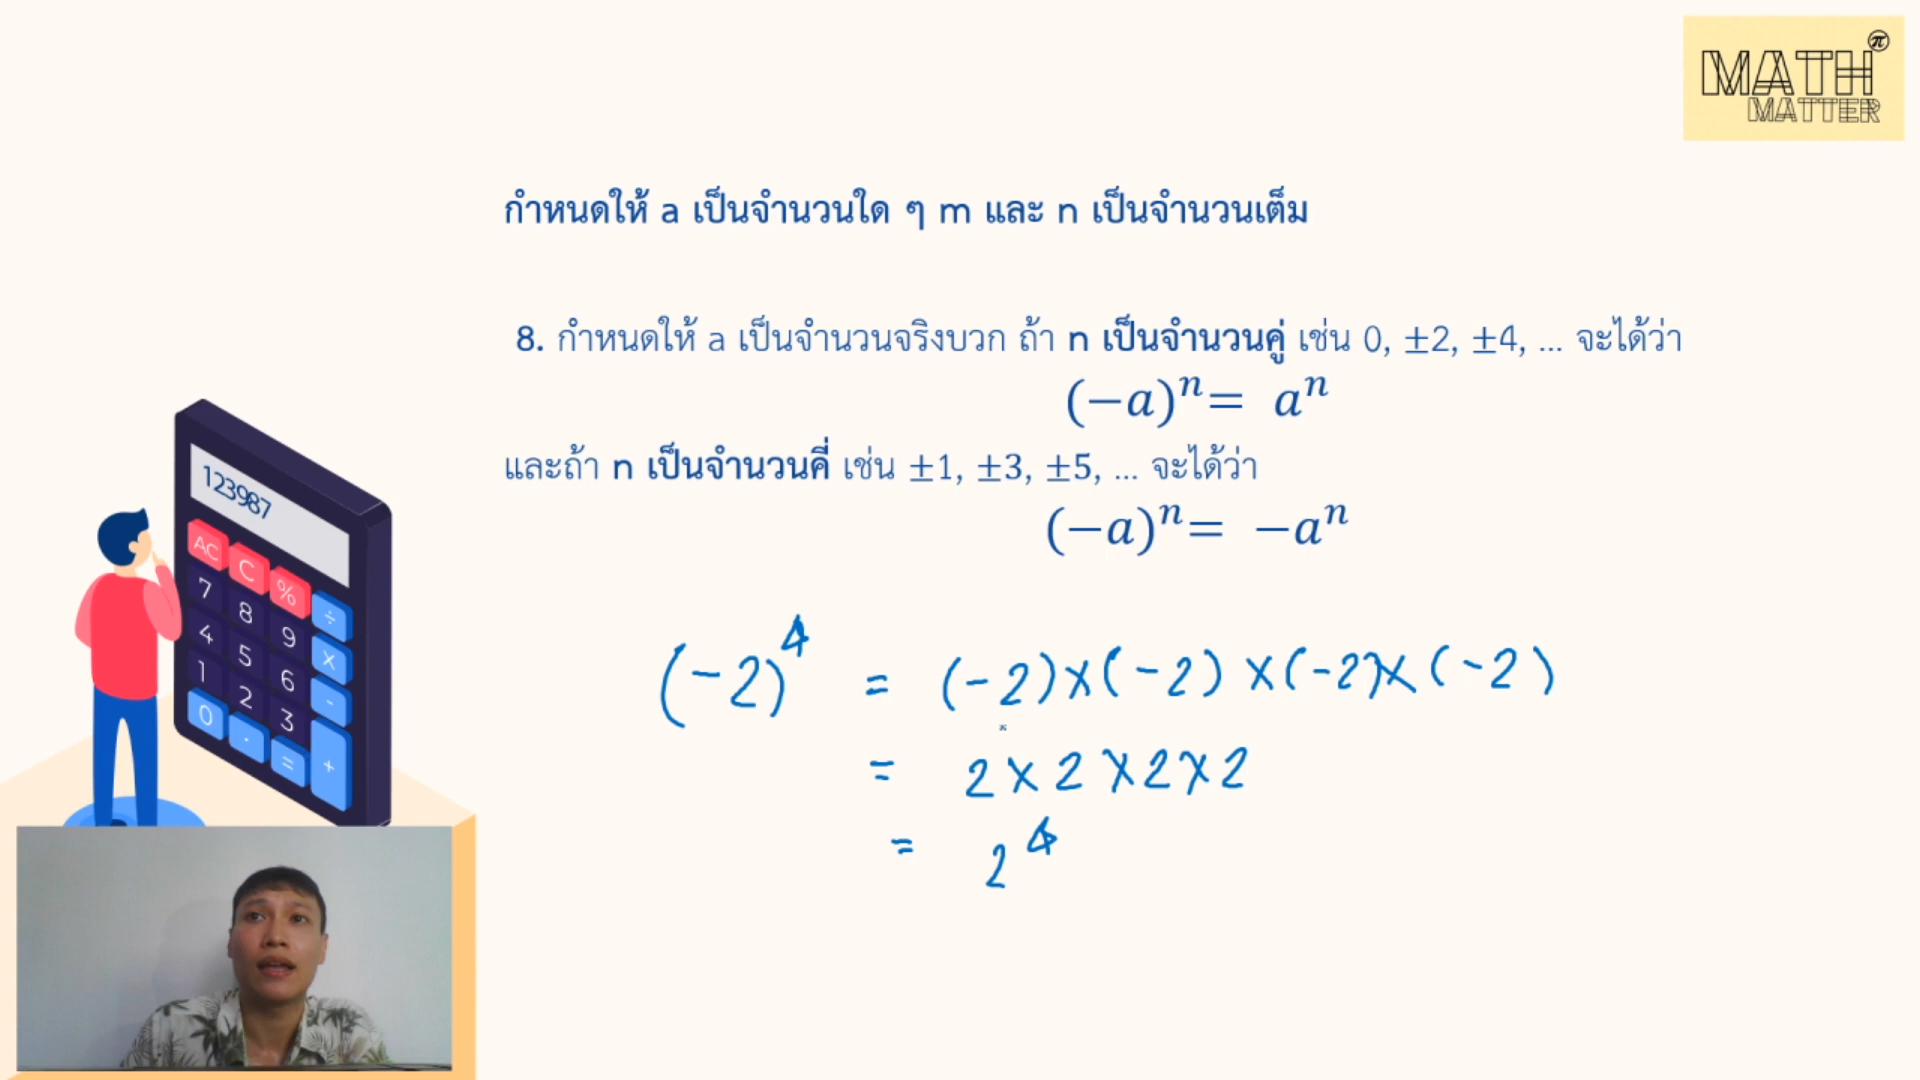 MATH π
MATTER
กำหนดให้ a เป็นจำนวนใด ๆ m และ n เป็นจำนวนเต็ม
8. กำหนดให้ a เป็นจำนวนจริงบวก ถ้า n เป็นจำนวนคู่ เช่น 0, ±2, ±4, ... จะได้ว่า
(−a)ⁿ= aⁿ
และถ้า n เป็นจำนวนคี่ เช่น ±1, ±3, ±5, ... จะได้ว่า
(−a)ⁿ= −aⁿ
(-2)⁴ = (-2)×(-2)×(-2)×(-2)
= 2×2×2×2
= 2⁴
123987
AC C % ÷
7 8 9 X
4 5 6 -
1 2 3 +
0 . =